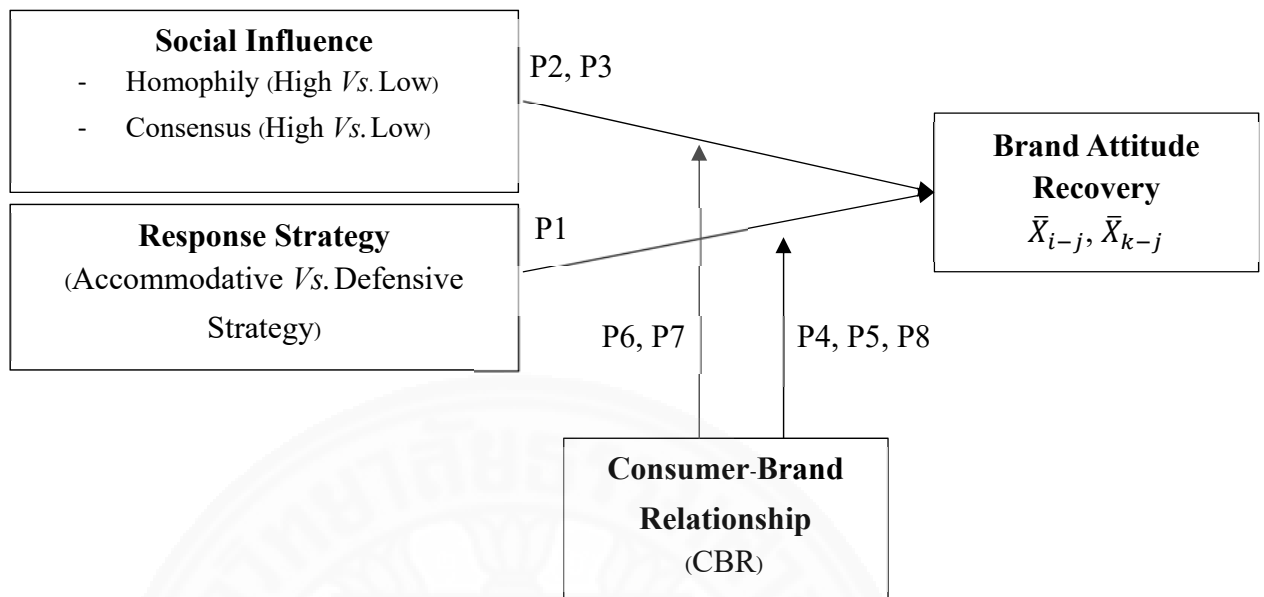 Social Influence
- Homophily (High Vs. Low)
- Consensus (High Vs. Low)
P2, P3
Response Strategy
(Accommodative Vs. Defensive
Strategy)
P1
Brand Attitude
Recovery
X̄ᵢ₋ⱼ, X̄ₖ₋ⱼ
P6, P7
P4, P5, P8
Consumer-Brand
Relationship
(CBR)